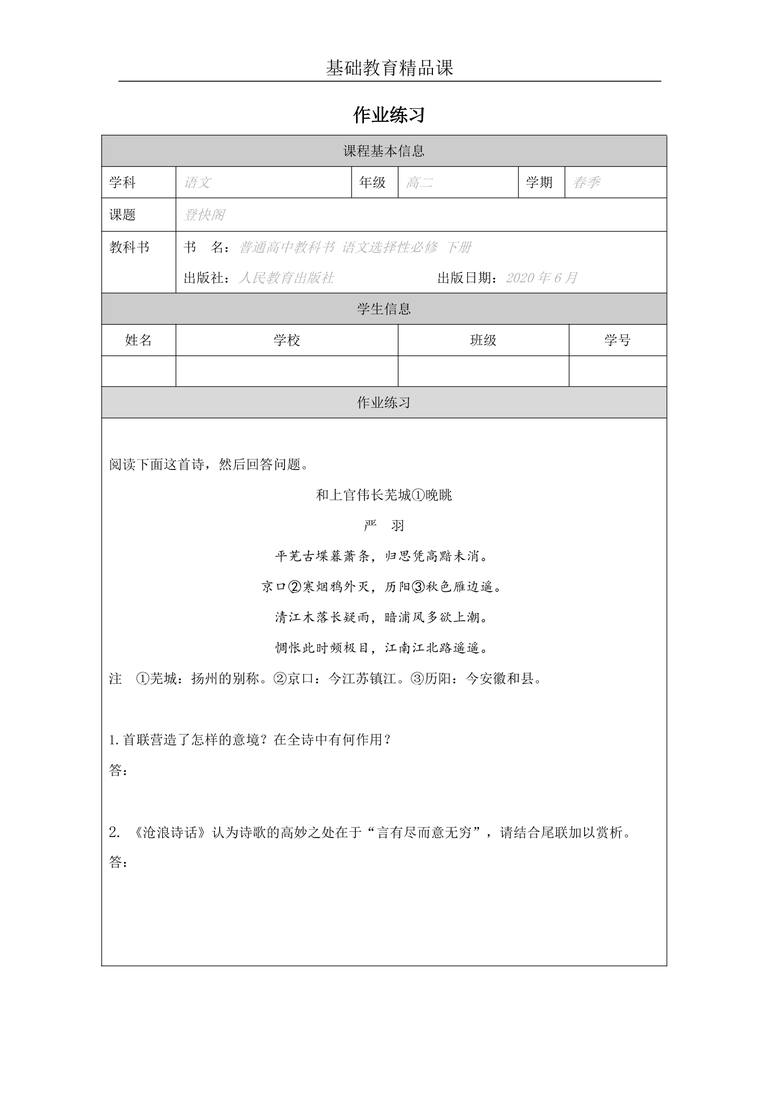 基础教育精品课
作业练习
课程基本信息
学科 语文 年级 高二 学期 春季
课题 登快阁
教科书 书 名：普通高中教科书 语文选择性必修 下册
出版社：人民教育出版社 出版日期：2020 年 6 月
学生信息
姓名 学校 班级 学号
作业练习
阅读下面这首诗，然后回答问题。
和上官伟长芜城①晚眺
严 羽
平芜古堞暮萧条，归思凭高黯未消。
京口②寒烟鸦外灭，历阳③秋色雁边遥。
清江木落长疑雨，暗浦风多欲上潮。
惆怅此时频极目，江南江北路遥遥。
注 ①芜城：扬州的别称。②京口：今江苏镇江。③历阳：今安徽和县。
1.首联营造了怎样的意境？在全诗中有何作用？
答：
2. 《沧浪诗话》认为诗歌的高妙之处在于“言有尽而意无穷”，请结合尾联加以赏析。
答：